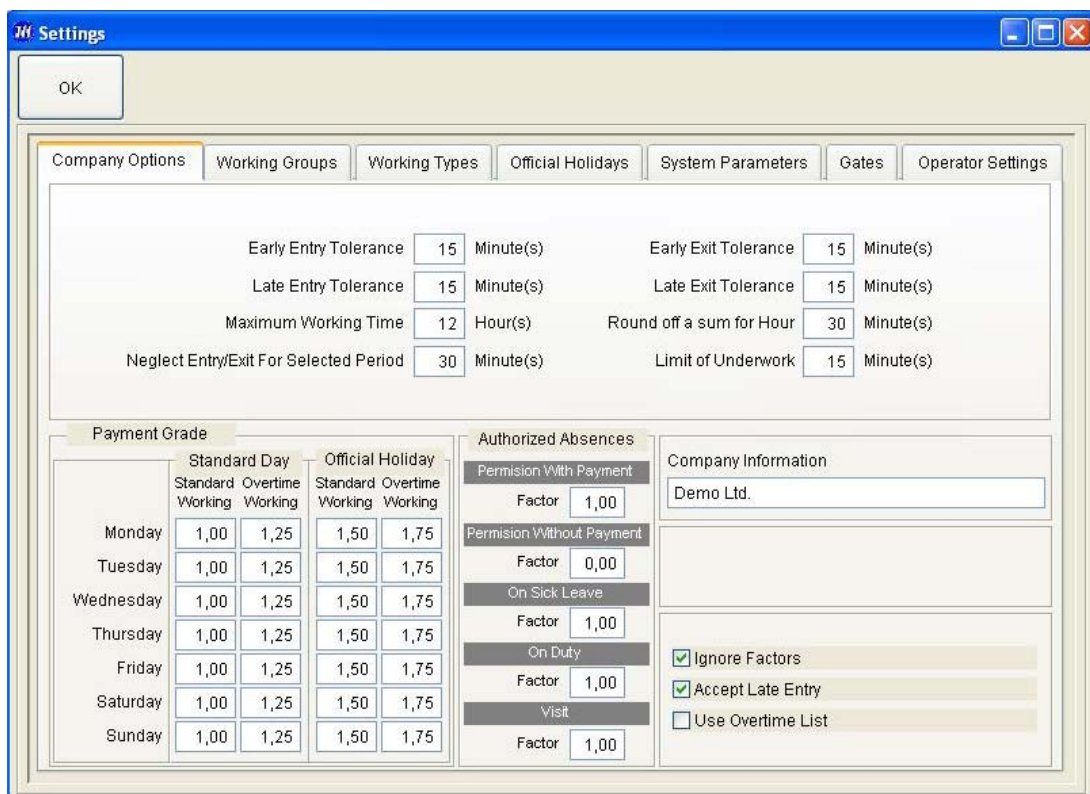 Settings
OK
Company Options Working Groups Working Types Official Holidays System Parameters Gates Operator Settings
Early Entry Tolerance 15 Minute(s) Early Exit Tolerance 15 Minute(s)
Late Entry Tolerance 15 Minute(s) Late Exit Tolerance 15 Minute(s)
Maximum Working Time 12 Hour(s) Round off a sum for Hour 30 Minute(s)
Neglect Entry/Exit For Selected Period 30 Minute(s) Limit of Underwork 15 Minute(s)
Payment Grade
Standard Day Official Holiday
Standard Overtime Standard Overtime
Working Working Working Working
Monday 1,00 1,25 1,50 1,75
Tuesday 1,00 1,25 1,50 1,75
Wednesday 1,00 1,25 1,50 1,75
Thursday 1,00 1,25 1,50 1,75
Friday 1,00 1,25 1,50 1,75
Saturday 1,00 1,25 1,50 1,75
Sunday 1,00 1,25 1,50 1,75
Authorized Absences
Permision With Payment
Factor 1,00
Permision Without Payment
Factor 0,00
On Sick Leave
Factor 1,00
On Duty
Factor 1,00
Visit
Factor 1,00
Company Information
Demo Ltd.
Ignore Factors
Accept Late Entry
Use Overtime List